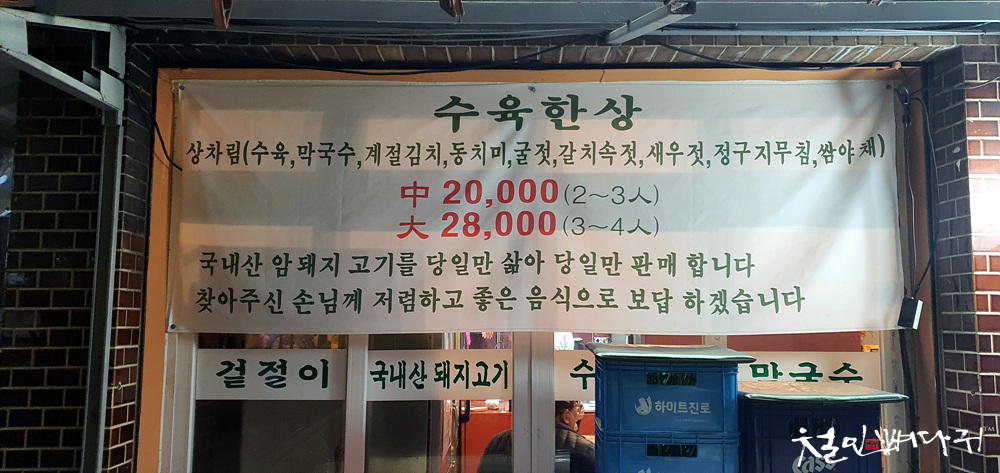 수육한상
상차림(수육,막국수,계절김치,동치미,굴젓,갈치속젓,새우젓,정구지무침,쌈야채)
中 20,000(2~3人)
大 28,000(3~4人)
국내산 암돼지 고기를 당일만 삶아 당일만 판매 합니다
찾아주신 손님께 저렴하고 좋은 음식으로 보답 하겠습니다
겉절이
국내산 돼지고기
수
막국수
하이트진로